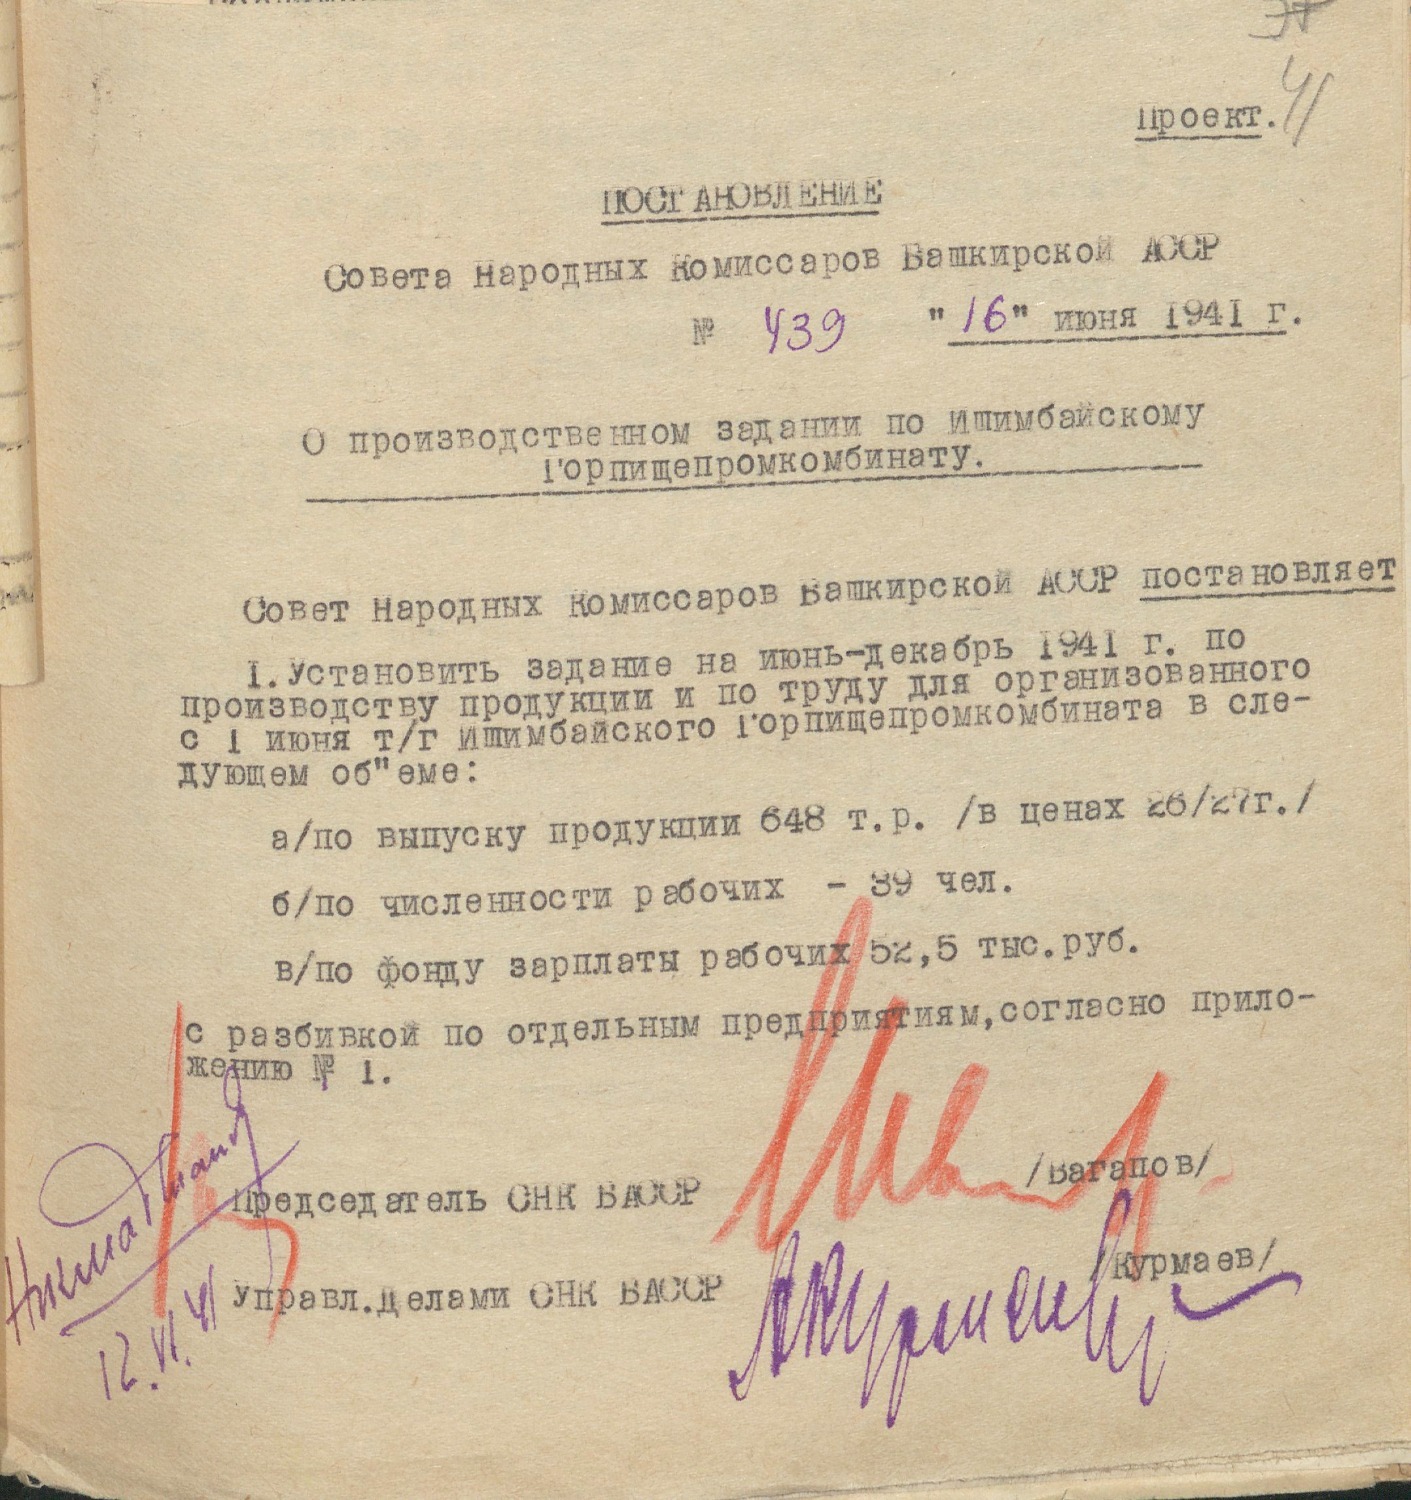 41
Проект.
ПОСТАНОВЛЕНИЕ
Совета Народных Комиссаров Башкирской АССР
№ 439 "16" июня 1941 г.
О производственном задании по Ишимбайскому
Горпищепромкомбинату.
Совет Народных Комиссаров Башкирской АССР постановляет
1.Установить задание на июнь-декабрь 1941 г. по
производству продукции и по труду для организованного
с 1 июня т/г Ишимбайского Горпищепромкомбината в сле-
дующем об"еме:
а/по выпуску продукции 648 т.р. /в ценах 26/27г./
б/по численности рабочих - 39 чел.
в/по фонду зарплаты рабочих 52,5 тыс.руб.
с разбивкой по отдельным предприятиям,согласно прило-
жению № 1.
Председатель СНК БАССР /Вагапов/
Управл.Делами СНК БАССР /Курмаев/
12.VI.41